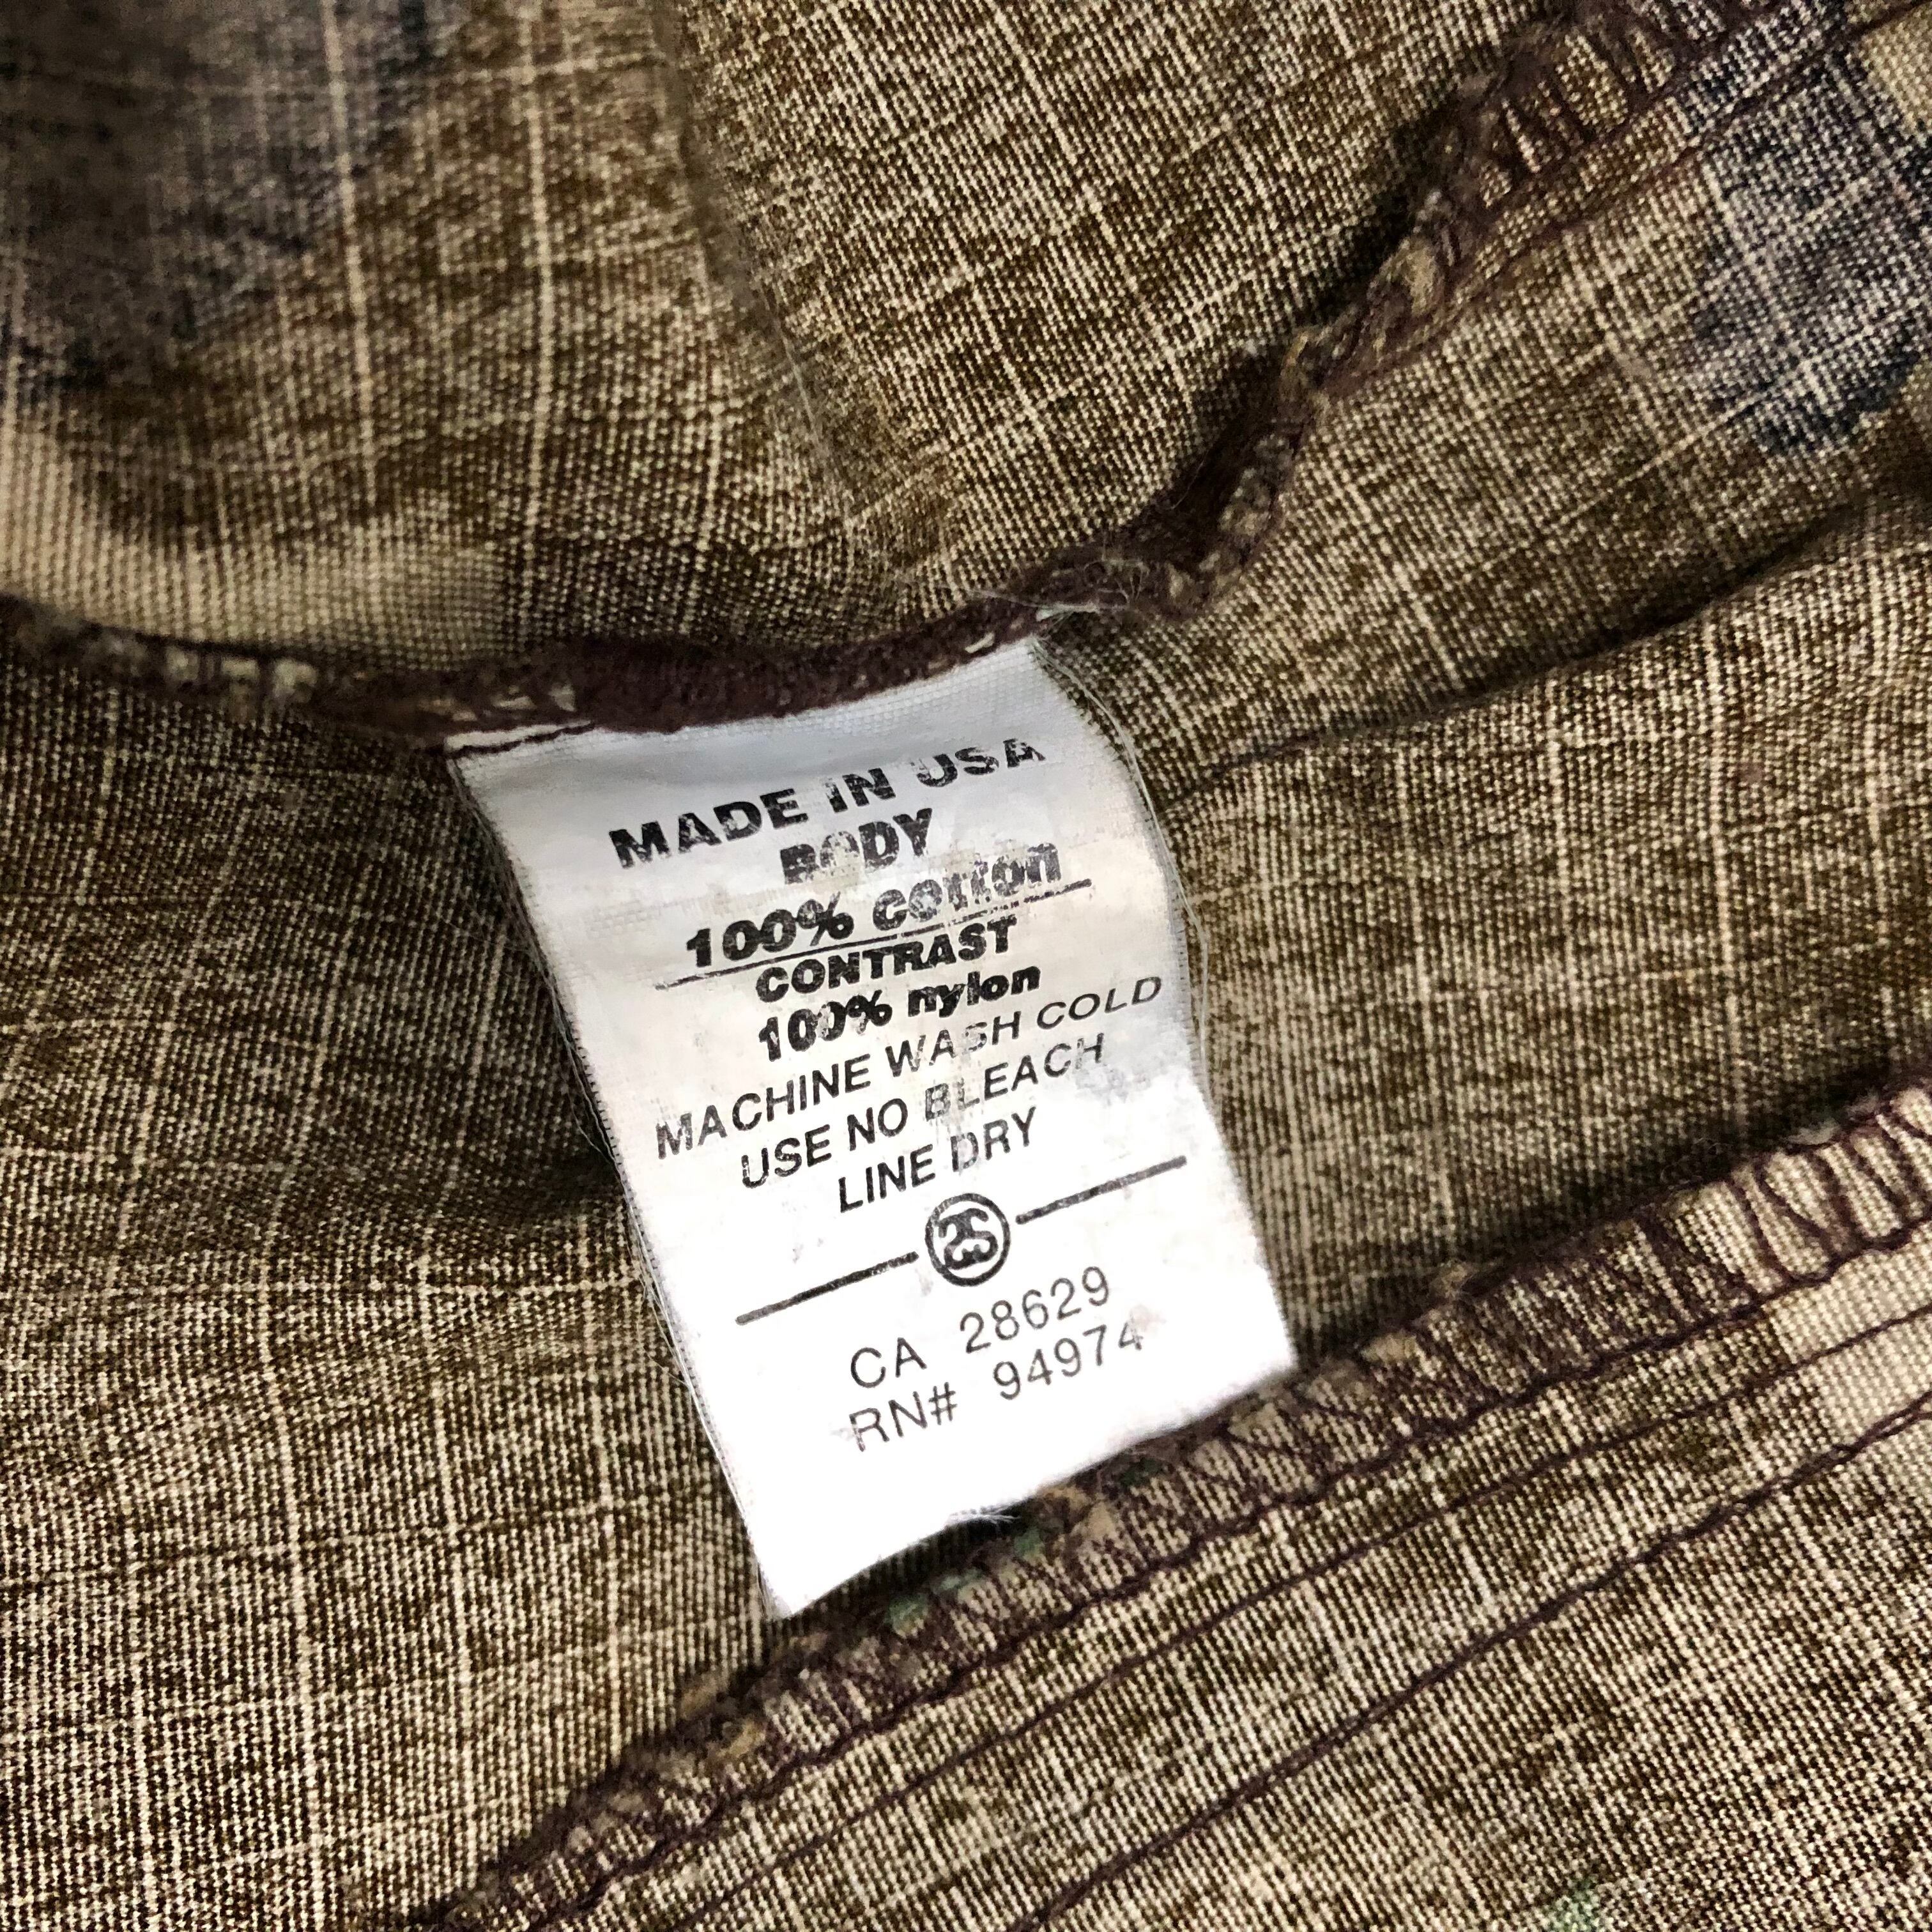 MADE IN USA
BODY
100% cotton
CONTRAST
100% nylon
MACHINE WASH COLD
USE NO BLEACH
LINE DRY
CA 28629
RN# 94974